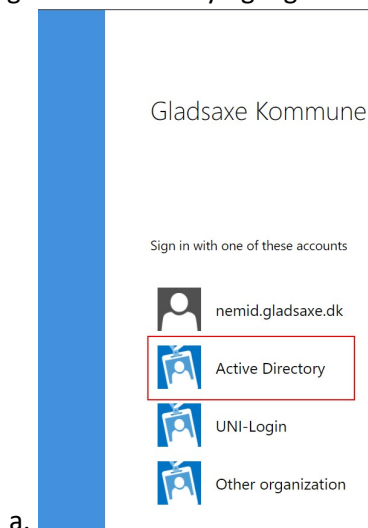 Gladsaxe Kommune
Sign in with one of these accounts
nemid.gladsaxe.dk
Active Directory
UNI-Login
Other organization
a.